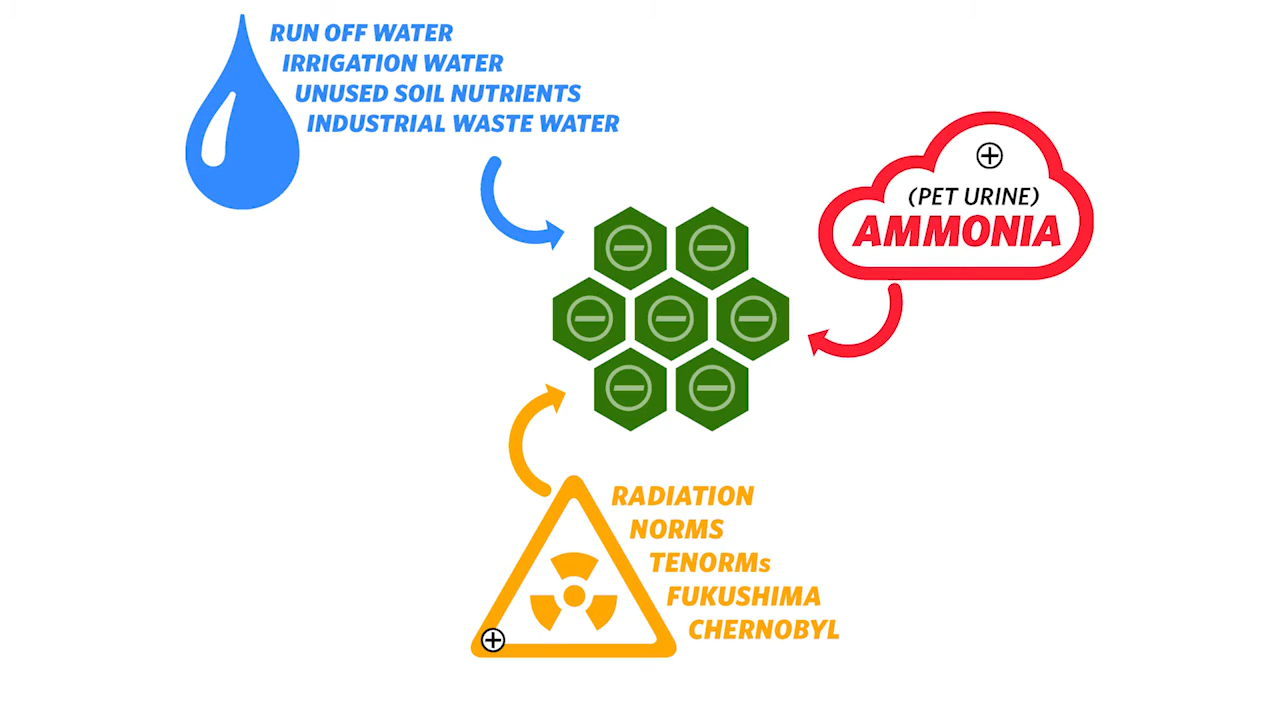 RUN OFF WATER
IRRIGATION WATER
UNUSED SOIL NUTRIENTS
INDUSTRIAL WASTE WATER
(PET URINE)
AMMONIA
RADIATION
NORMS
TENORMs
FUKUSHIMA
CHERNOBYL